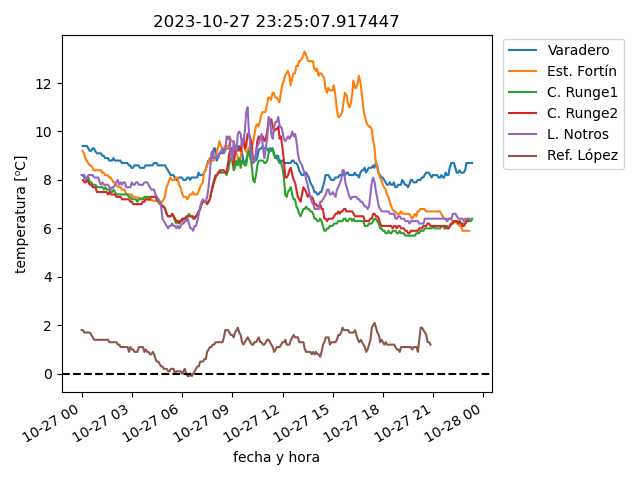 2023-10-27 23:25:07.917447
Varadero
Est. Fortín
C. Runge1
C. Runge2
L. Notros
Ref. López
temperatura [ºC]
12
10
8
6
4
2
0
10-27 00
10-27 03
10-27 06
10-27 09
10-27 12
10-27 15
10-27 18
10-27 21
10-28 00
fecha y hora